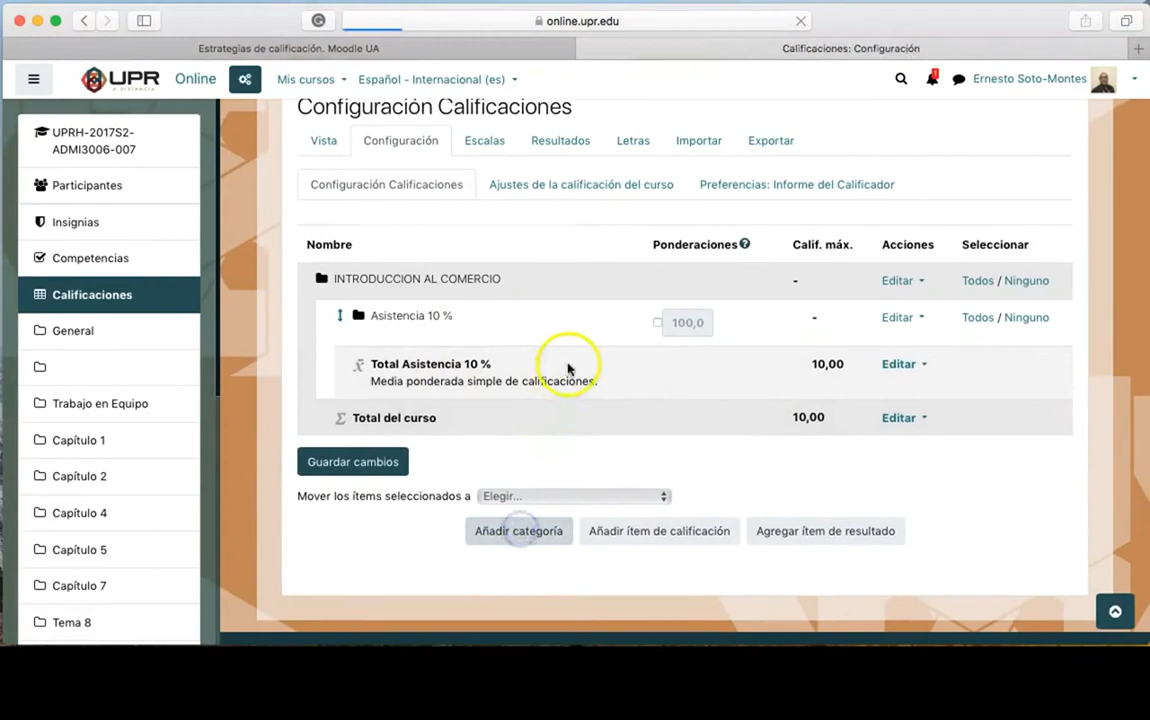 online.upr.edu
Estrategias de calificación. Moodle UA
Calificaciones: Configuración
UPR
Online
Mis cursos
Español - Internacional (es)
1
Ernesto Soto-Montes
UPRH-2017S2-
ADMI3006-007
Participantes
Insignias
Competencias
Calificaciones
General
Trabajo en Equipo
Capítulo 1
Capítulo 2
Capítulo 4
Capítulo 5
Capítulo 7
Tema 8
Configuración Calificaciones
Vista
Configuración
Escalas
Resultados
Letras
Importar
Exportar
Configuración Calificaciones
Ajustes de la calificación del curso
Preferencias: Informe del Calificador
Nombre
Ponderaciones
Calif. máx.
Acciones
Seleccionar
INTRODUCCION AL COMERCIO
-
Editar
Todos / Ninguno
Asistencia 10 %
100,0
-
Editar
Todos / Ninguno
Total Asistencia 10 %
Media ponderada simple de calificaciones.
10,00
Editar
Total del curso
10,00
Editar
Guardar cambios
Mover los ítems seleccionados a
Elegir...
Añadir categoría
Añadir ítem de calificación
Agregar ítem de resultado